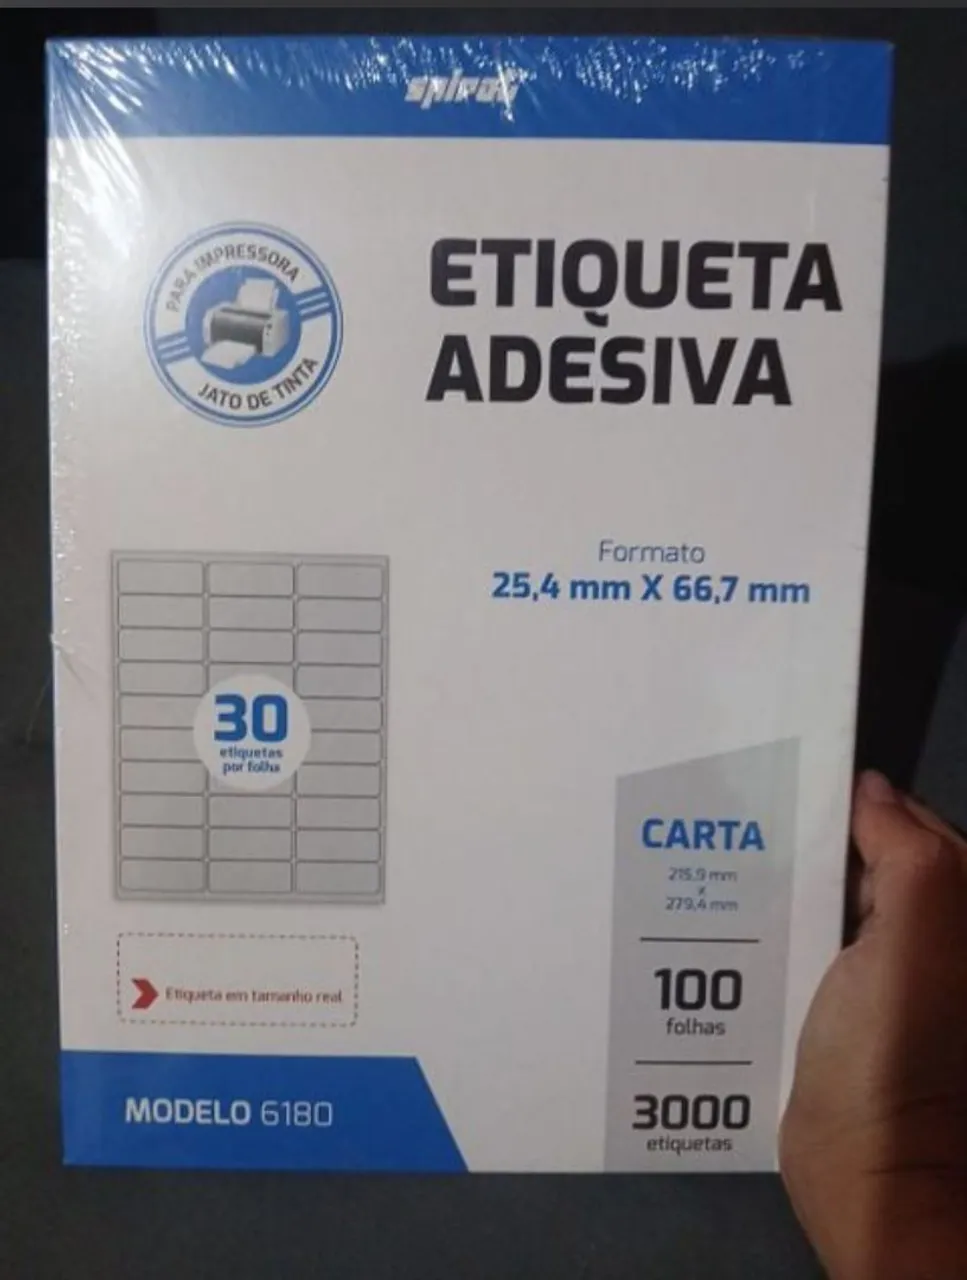 spiral
PARA IMPRESSORA
JATO DE TINTA
ETIQUETA
ADESIVA
Formato
25,4 mm X 66,7 mm
30
etiquetas
por folha
CARTA
215,9 mm
x
279,4 mm
100
folhas
3000
etiquetas
Etiqueta em tamanho real
MODELO 6180